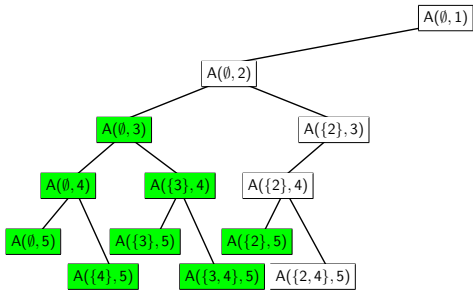 A(∅, 1)
A(∅, 2)
A(∅, 3)
A({2}, 3)
A(∅, 4)
A({3}, 4)
A({2}, 4)
A(∅, 5)
A({3}, 5)
A({2}, 5)
A({4}, 5)
A({3, 4}, 5)
A({2, 4}, 5)